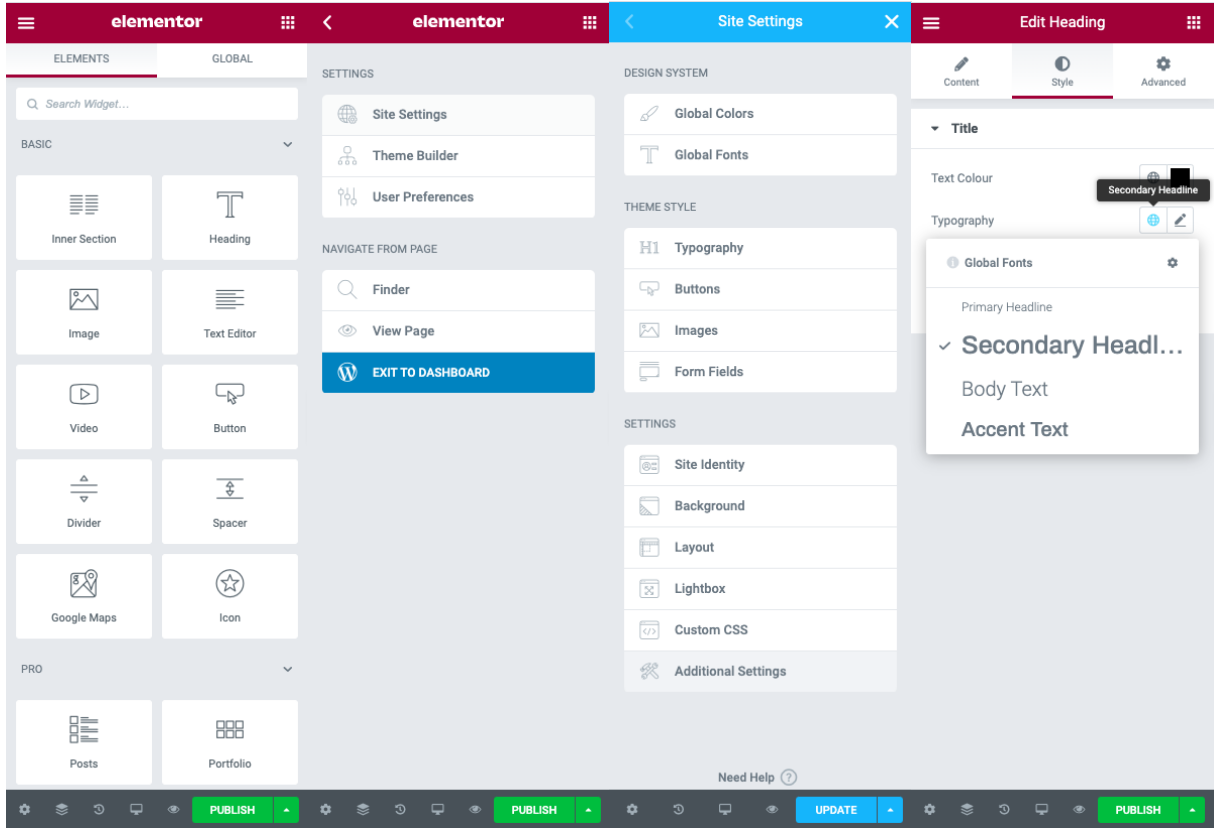 elementor
ELEMENTS GLOBAL
Search Widget...
BASIC
Inner Section Heading
Image Text Editor
Video Button
Divider Spacer
Google Maps Icon
PRO
Posts Portfolio
PUBLISH
elementor
SETTINGS
Site Settings
Theme Builder
User Preferences
NAVIGATE FROM PAGE
Finder
View Page
EXIT TO DASHBOARD
PUBLISH
Site Settings
DESIGN SYSTEM
Global Colors
Global Fonts
THEME STYLE
H1 Typography
Buttons
Images
Form Fields
SETTINGS
Site Identity
Background
Layout
Lightbox
Custom CSS
Additional Settings
Need Help ?
UPDATE
Edit Heading
Content Style Advanced
Title
Text Colour
Secondary Headline
Typography
Global Fonts
Primary Headline
Secondary Headl...
Body Text
Accent Text
PUBLISH